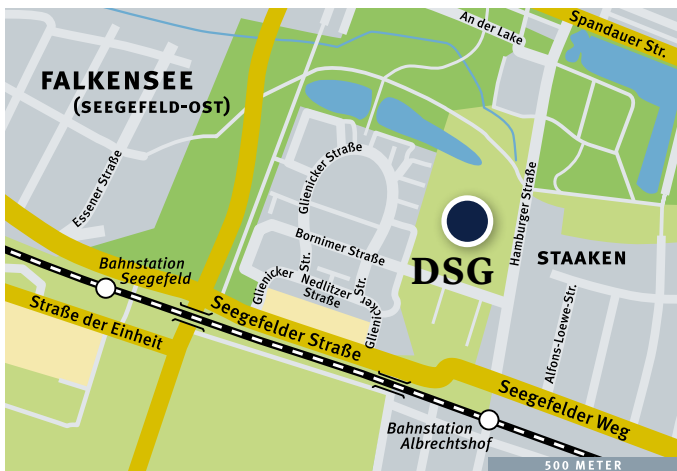 An der Lake
Spandauer Str.
FALKENSEE
(SEEGEFELD-OST)
Essener Straße
Glienicker Straße
Hamburger Straße
Bornimer Straße
DSG
STAAKEN
Bahnstation
Seegefeld
Glienicker
Str.
Nedlitzer
Straße
Glienicker
Str.
Straße der Einheit
Seegefelder Straße
Alfons-Loewe-Str.
Seegefelder Weg
Bahnstation
Albrechtshof
500 METER